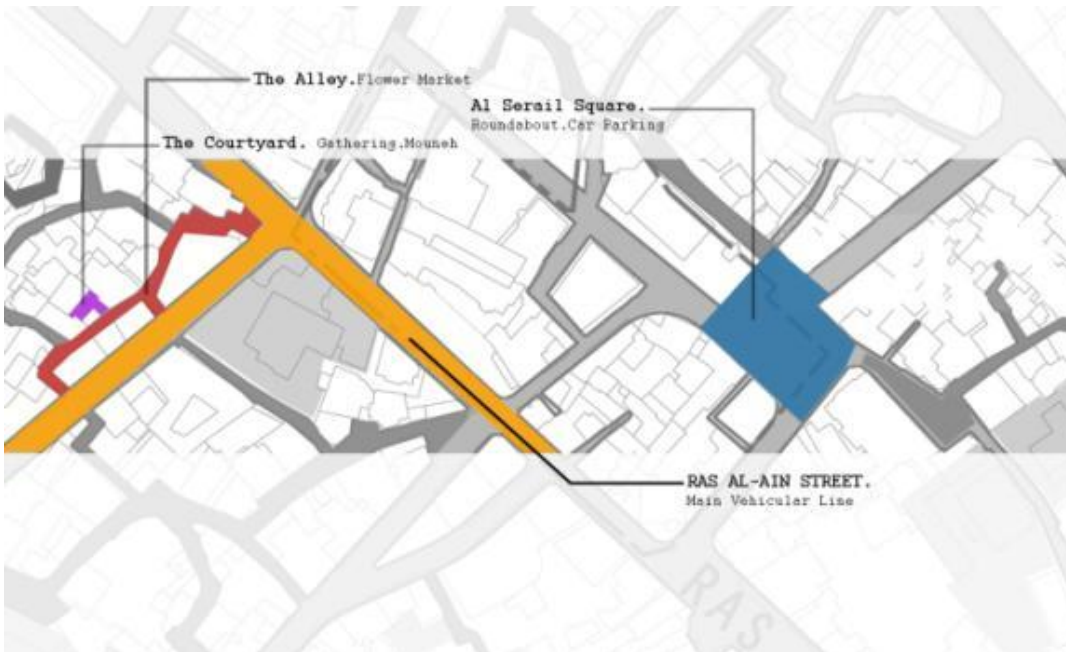 The Alley.Flower Market
Al Serail Square.
Roundabout.Car Parking
The Courtyard. Gathering.Mouneh
RAS AL-AIN STREET.
Main Vehicular Line
RAS